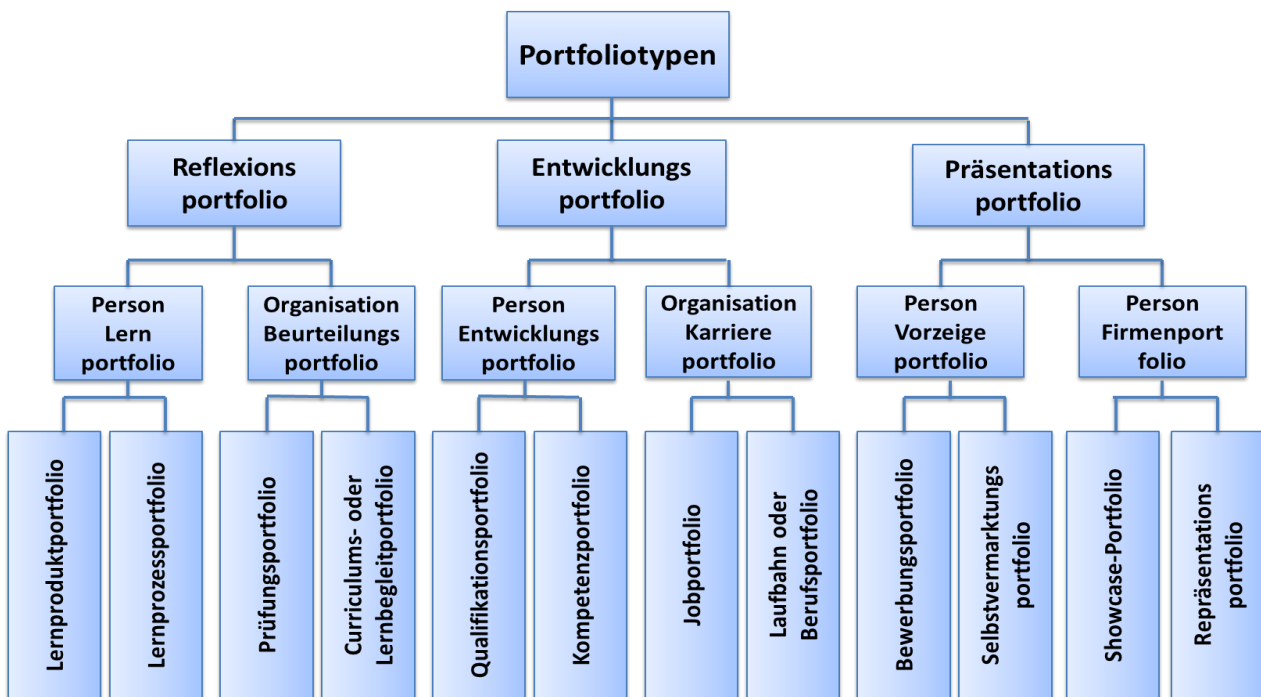 Portfoliotypen
Reflexions
portfolio
Entwicklungs
portfolio
Präsentations
portfolio
Person
Lern
portfolio
Organisation
Beurteilungs
portfolio
Person
Entwicklungs
portfolio
Organisation
Karriere
portfolio
Person
Vorzeige
portfolio
Person
Firmenport
folio
Lernproduktportfolio
Lernprozessportfolio
Prüfungsportfolio
Curriculums- oder
Lernbegleitportfolio
Qualifikationsportfolio
Kompetenzportfolio
Jobportfolio
Laufbahn oder
Berufsportfolio
Bewerbungsportfolio
Selbstvermarktungs
portfolio
Showcase-Portfolio
Repräsentations
portfolio